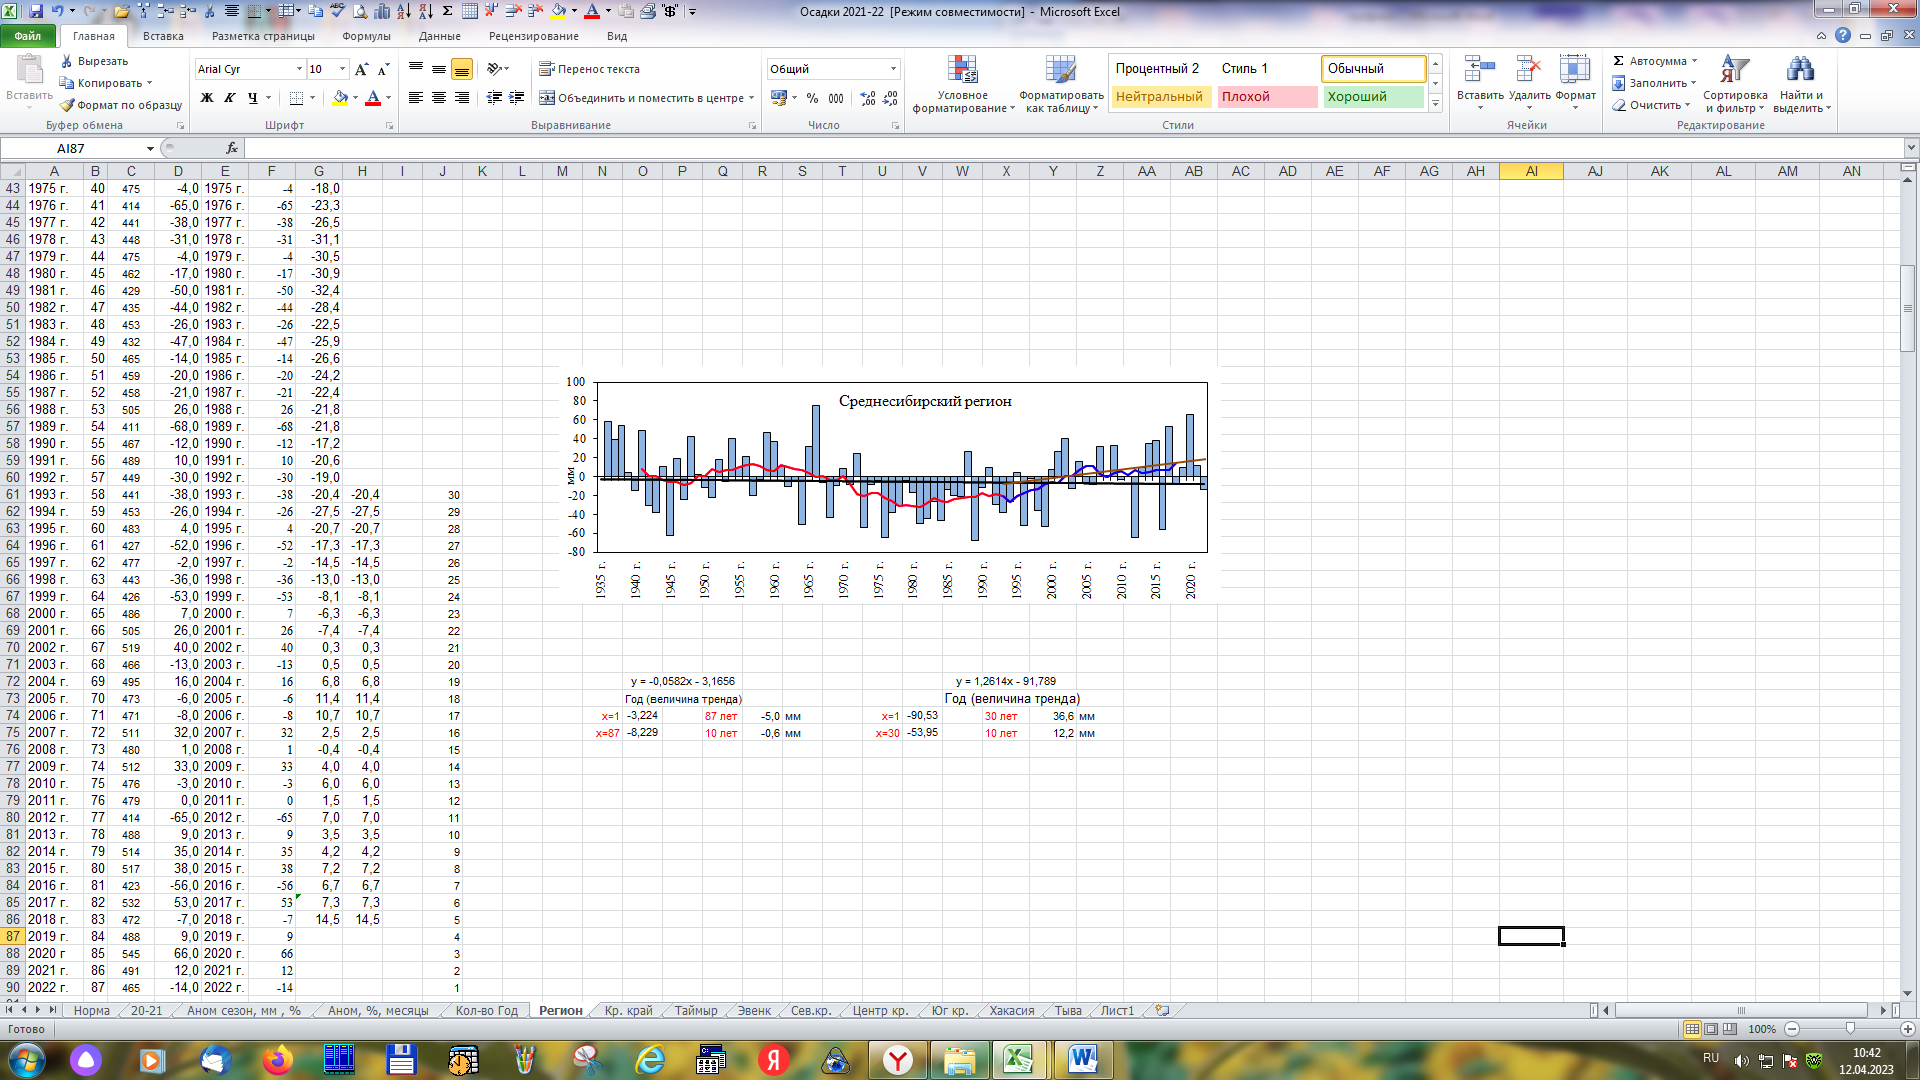 Осадки 2021-22 [Режим совместимости] - Microsoft Excel
Файл Главная Вставка Разметка страницы Формулы Данные Рецензирование Вид
Вставить Вырезать Копировать Формат по образцу
Arial Cyr 10 Ж К Ч
Перенос текста Объединить и поместить в центре
Общий % 000
Условное форматирование Форматировать как таблицу
Процентный 2 Стиль 1 Обычный
Нейтральный Плохой Хороший
Вставить Удалить Формат
Автосумма Заполнить Очистить
Сортировка и фильтр Найти и выделить
Буфер обмена Шрифт Выравнивание Число Стили Ячейки Редактирование
AI87 fx
A B C D E F G H I J K L M N O P Q R S T U V W X Y Z AA AB AC AD AE AF AG AH AI AJ AK AL AM AN
43 1975 г. 40 475 -4,0 1975 г. -4 -18,0
44 1976 г. 41 414 -65,0 1976 г. -65 -23,3
45 1977 г. 42 441 -38,0 1977 г. -38 -26,5
46 1978 г. 43 448 -31,0 1978 г. -31 -31,1
47 1979 г. 44 475 -4,0 1979 г. -4 -30,5
48 1980 г. 45 462 -17,0 1980 г. -17 -30,9
49 1981 г. 46 429 -50,0 1981 г. -50 -32,4
50 1982 г. 47 435 -44,0 1982 г. -44 -28,4
51 1983 г. 48 453 -26,0 1983 г. -26 -22,5
52 1984 г. 49 432 -47,0 1984 г. -47 -25,9
53 1985 г. 50 465 -14,0 1985 г. -14 -26,6
54 1986 г. 51 459 -20,0 1986 г. -20 -24,2
55 1987 г. 52 458 -21,0 1987 г. -21 -22,4
56 1988 г. 53 505 26,0 1988 г. 26 -21,8
57 1989 г. 54 411 -68,0 1989 г. -68 -21,8
58 1990 г. 55 467 -12,0 1990 г. -12 -17,2
59 1991 г. 56 489 10,0 1991 г. 10 -20,6
60 1992 г. 57 449 -30,0 1992 г. -30 -19,0
61 1993 г. 58 441 -38,0 1993 г. -38 -20,4 -20,4 30
62 1994 г. 59 453 -26,0 1994 г. -26 -27,5 -27,5 29
63 1995 г. 60 483 4,0 1995 г. 4 -20,7 -20,7 28
64 1996 г. 61 427 -52,0 1996 г. -52 -17,3 -17,3 27
65 1997 г. 62 477 -2,0 1997 г. -2 -14,5 -14,5 26
66 1998 г. 63 443 -36,0 1998 г. -36 -13,0 -13,0 25
67 1999 г. 64 426 -53,0 1999 г. -53 -8,1 -8,1 24
68 2000 г. 65 486 7,0 2000 г. 7 -6,3 -6,3 23
69 2001 г. 66 505 26,0 2001 г. 26 -7,4 -7,4 22
70 2002 г. 67 519 40,0 2002 г. 40 0,3 0,3 21
71 2003 г. 68 466 -13,0 2003 г. -13 0,5 0,5 20
72 2004 г. 69 495 16,0 2004 г. 16 6,8 6,8 19
73 2005 г. 70 473 -6,0 2005 г. -6 11,4 11,4 18
74 2006 г. 71 471 -8,0 2006 г. -8 10,7 10,7 17
75 2007 г. 72 511 32,0 2007 г. 32 2,5 2,5 16
76 2008 г. 73 480 1,0 2008 г. 1 -0,4 -0,4 15
77 2009 г. 74 512 33,0 2009 г. 33 4,0 4,0 14
78 2010 г. 75 476 -3,0 2010 г. -3 6,0 6,0 13
79 2011 г. 76 479 0,0 2011 г. 0 1,5 1,5 12
80 2012 г. 77 414 -65,0 2012 г. -65 7,0 7,0 11
81 2013 г. 78 488 9,0 2013 г. 9 3,5 3,5 10
82 2014 г. 79 514 35,0 2014 г. 35 4,2 4,2 9
83 2015 г. 80 517 38,0 2015 г. 38 7,2 7,2 8
84 2016 г. 81 423 -56,0 2016 г. -56 6,7 6,7 7
85 2017 г. 82 532 53,0 2017 г. 53 7,3 7,3 6
86 2018 г. 83 472 -7,0 2018 г. -7 14,5 14,5 5
87 2019 г 84 488 9,0 2019 г. 9 4
88 2020 г 85 545 66,0 2020 г. 66 3
89 2021 г. 86 491 12,0 2021 г. 12 2
90 2022 г. 87 465 -14,0 2022 г. -14 1
Среднесибирский регион
100
80
60
40
20
0
-20
-40
-60
-80
мм
1935 г. 1940 г. 1945 г. 1950 г. 1955 г. 1960 г. 1965 г. 1970 г. 1975 г. 1980 г. 1985 г. 1990 г. 1995 г. 2000 г. 2005 г. 2010 г. 2015 г. 2020 г.
y = -0,0582x - 3,1656
Год (величина тренда)
x=1 -3,224 87 лет -5,0 мм
x=87 -8,229 10 лет -0,6 мм
y = 1,2614x - 91,789
Год (величина тренда)
x=1 -90,53 30 лет 36,6 мм
x=30 -53,95 10 лет 12,2 мм
Норма 20-21 Аном сезон, мм , % Аном, %, месяцы Кол-во Год Регион Кр. край Таймыр Эвенк Сев.кр. Центр кр. Юг кр. Хакасия Тыва Лист1
Готово 100%
RU 10:42
12.04.2023